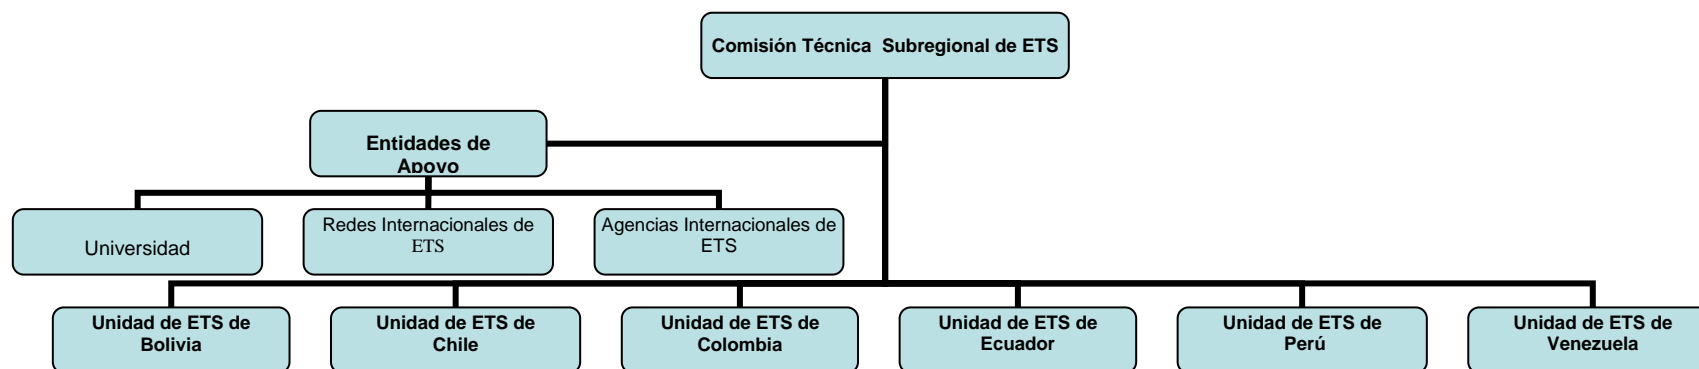 Comisión Técnica Subregional de ETS
Entidades de
Apoyo
Universidad
Redes Internacionales de
ETS
Agencias Internacionales de
ETS
Unidad de ETS de
Bolivia
Unidad de ETS de
Chile
Unidad de ETS de
Colombia
Unidad de ETS de
Ecuador
Unidad de ETS de
Perú
Unidad de ETS de
Venezuela